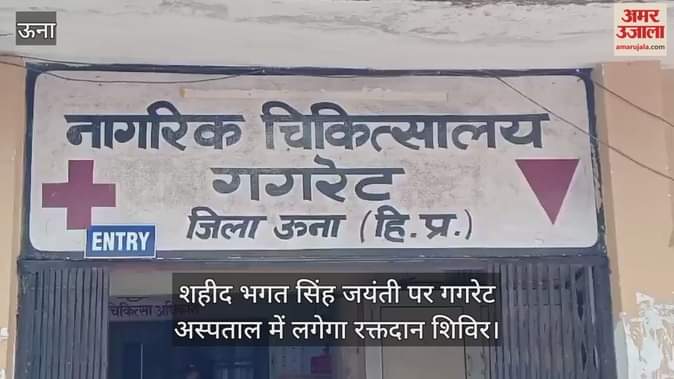 ऊना
अमर
उजाला
amarujala.com
नागरिक चिकित्सालय
गगरेट
जिला ऊना (हि.प्र.)
ENTRY
चिकित्सा अधिकारी
शहीद भगत सिंह जयंती पर गगरेट
अस्पताल में लगेगा रक्तदान शिविर।